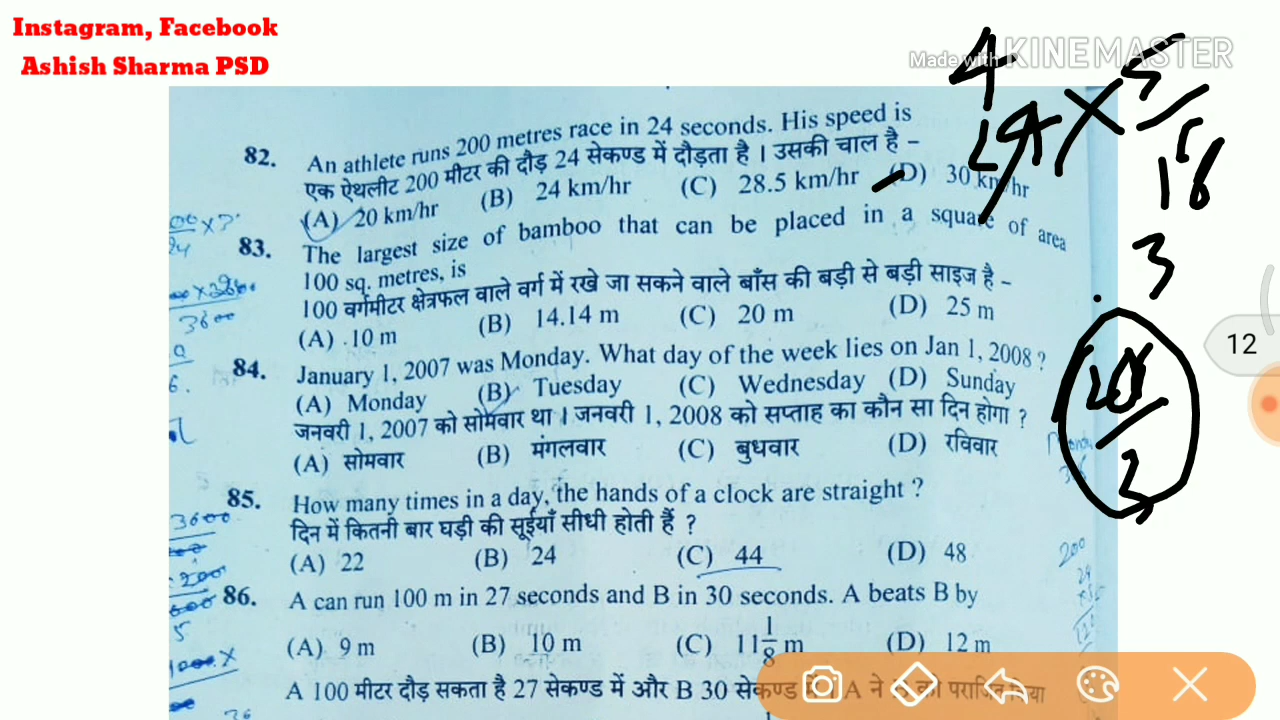 Instagram, Facebook
Ashish Sharma PSD
Made with KINEMASTER
82. An athlete runs 200 metres race in 24 seconds. His speed is
एक ऐथलीट 200 मीटर की दौड़ 24 सेकण्ड में दौड़ता है । उसकी चाल है –
(A) 20 km/hr (B) 24 km/hr (C) 28.5 km/hr (D) 30 km/hr
83. The largest size of bamboo that can be placed in a square of area
100 sq. metres, is
100 वर्गमीटर क्षेत्रफल वाले वर्ग में रखे जा सकने वाले बाँस की बड़ी से बड़ी साइज है –
(A) 10 m (B) 14.14 m (C) 20 m (D) 25 m
84. January 1, 2007 was Monday. What day of the week lies on Jan 1, 2008 ?
(A) Monday (B) Tuesday (C) Wednesday (D) Sunday
जनवरी 1, 2007 को सोमवार था । जनवरी 1, 2008 को सप्ताह का कौन सा दिन होगा ?
(A) सोमवार (B) मंगलवार (C) बुधवार (D) रविवार
85. How many times in a day, the hands of a clock are straight ?
दिन में कितनी बार घड़ी की सूईयाँ सीधी होती हैं ?
(A) 22 (B) 24 (C) 44 (D) 48
86. A can run 100 m in 27 seconds and B in 30 seconds. A beats B by
(A) 9 m (B) 10 m (C) 11 1/8 m (D) 12 m
A 100 मीटर दौड़ सकता है 27 सेकण्ड में और B 30 सेकण्ड A ने को पराजित किया
12
4
5
18
3
3
3600
200